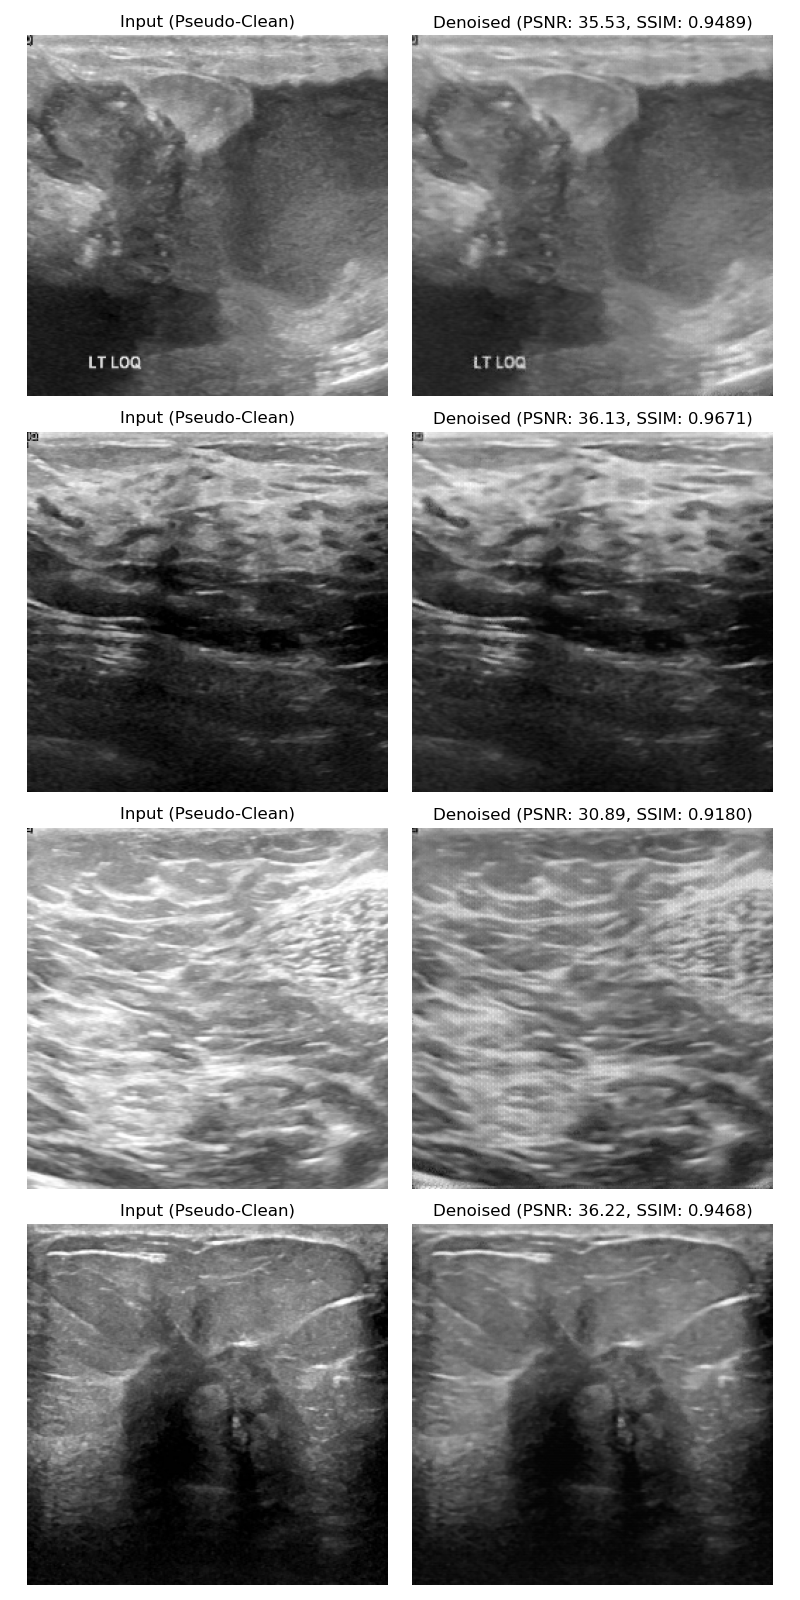 Input (Pseudo-Clean)
Denoised (PSNR: 35.53, SSIM: 0.9489)
LT LOQ
LT LOQ
Input (Pseudo-Clean)
Denoised (PSNR: 36.13, SSIM: 0.9671)
Input (Pseudo-Clean)
Denoised (PSNR: 30.89, SSIM: 0.9180)
Input (Pseudo-Clean)
Denoised (PSNR: 36.22, SSIM: 0.9468)